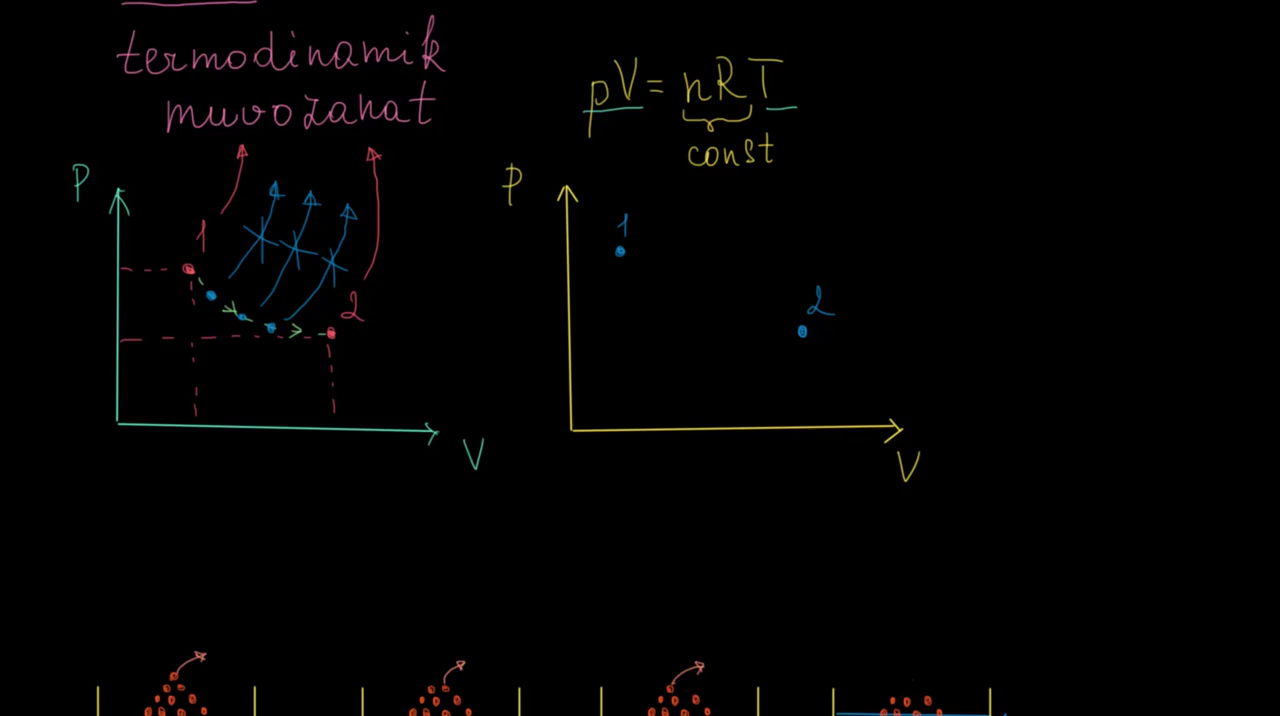 termodinamik
muvozanat
pV = nRT
const
P
1
2
V
P
1
2
V